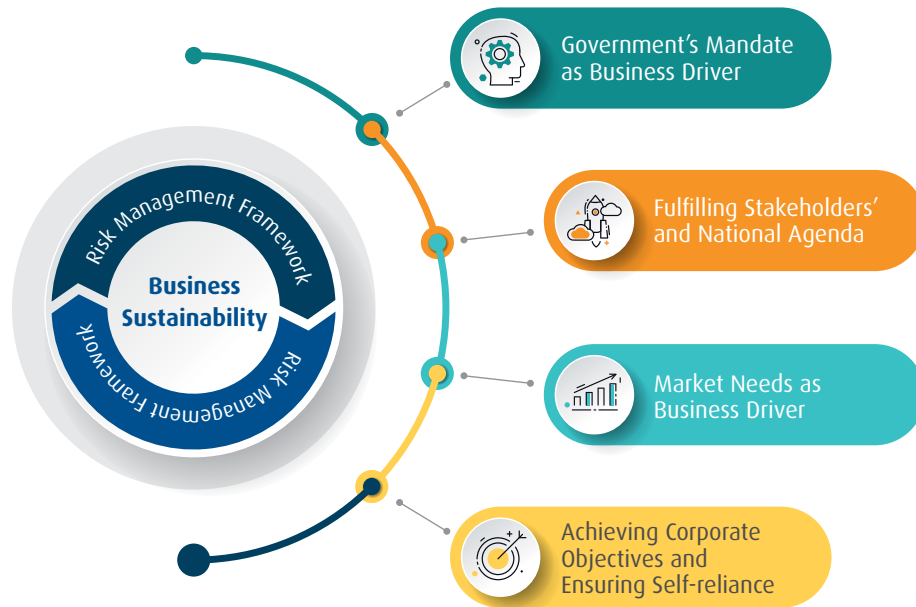 Government’s Mandate
as Business Driver
Risk Management Framework
Business
Sustainability
Risk Management Framework
Fulfilling Stakeholders’
and National Agenda
Market Needs as
Business Driver
Achieving Corporate
Objectives and
Ensuring Self-reliance